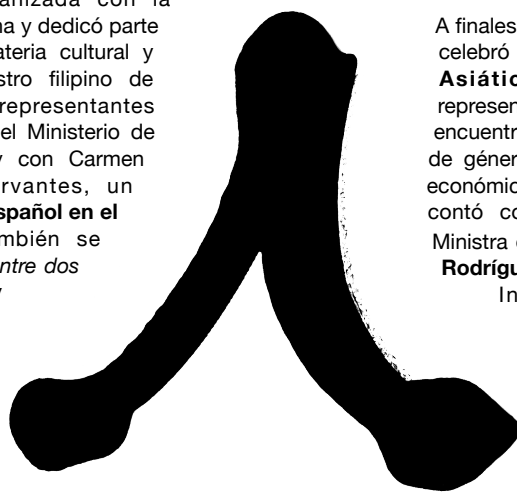 anizada con la
na y dedicó parte
ateria cultural y
stro filipino de
representantes
el Ministerio de
y con Carmen
rvantes, un
spañol en el
mbién se
ntre dos
A finales
celebró
Asiátic
represen
encuentr
de géner
económic
contó co
Ministra
Rodrígu
In